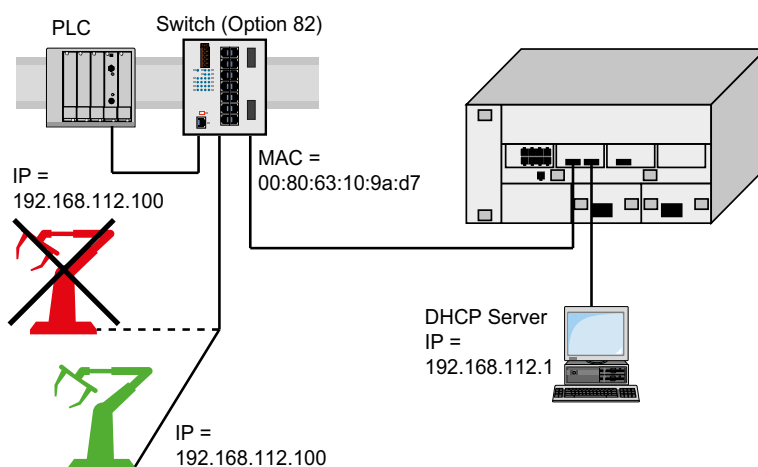 PLC
Switch (Option 82)
MAC =
00:80:63:10:9a:d7
IP =
192.168.112.100
DHCP Server
IP =
192.168.112.1
IP =
192.168.112.100